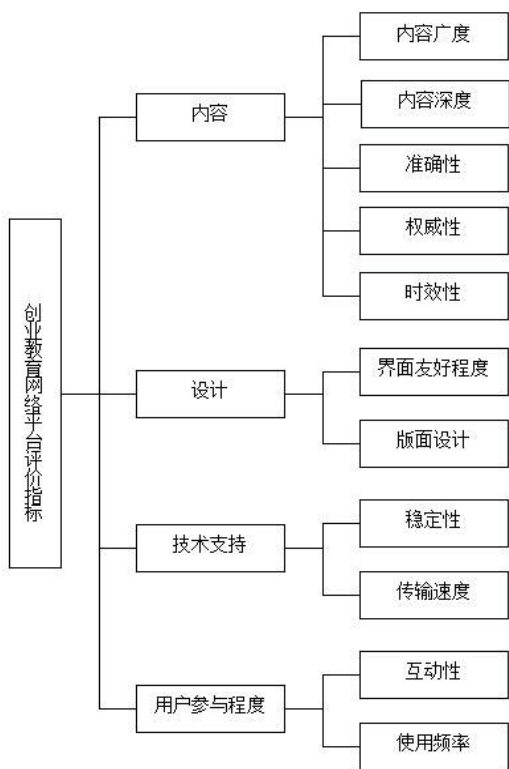 创业教育网络平台评价指标
内容
内容广度
内容深度
准确性
权威性
时效性
设计
界面友好程度
版面设计
技术支持
稳定性
传输速度
用户参与程度
互动性
使用频率